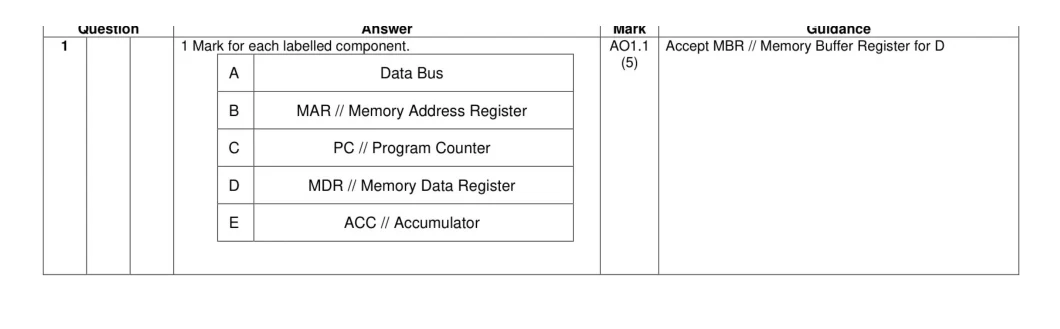 Question Answer Mark Guidance
1 1 Mark for each labelled component. AO1.1 Accept MBR // Memory Buffer Register for D
(5)
A Data Bus
B MAR // Memory Address Register
C PC // Program Counter
D MDR // Memory Data Register
E ACC // Accumulator